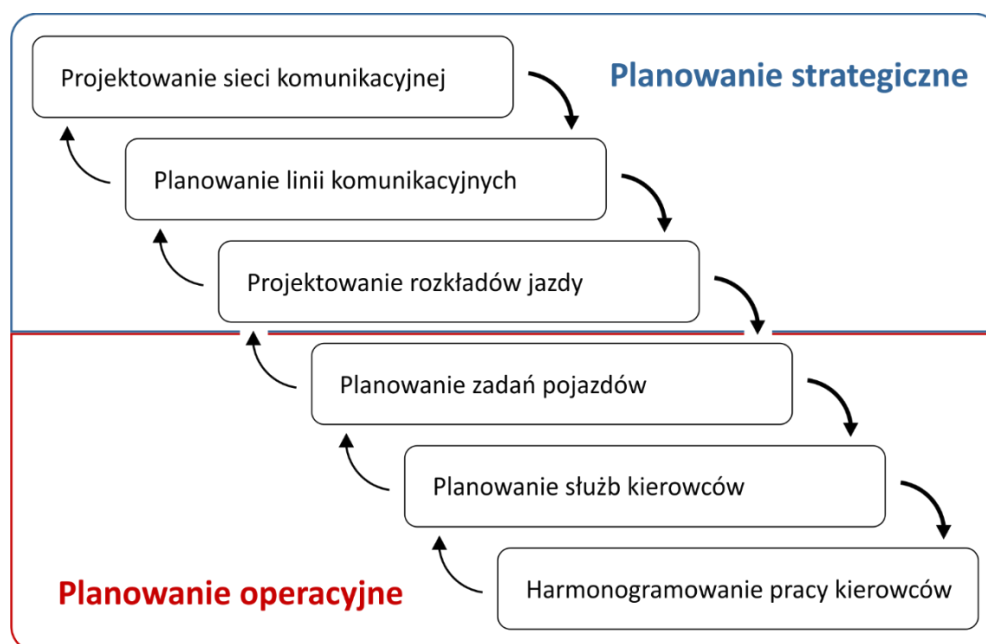 Projektowanie sieci komunikacyjnej
Planowanie strategiczne
Planowanie linii komunikacyjnych
Projektowanie rozkładów jazdy
Planowanie zadań pojazdów
Planowanie służb kierowców
Planowanie operacyjne
Harmonogramowanie pracy kierowców